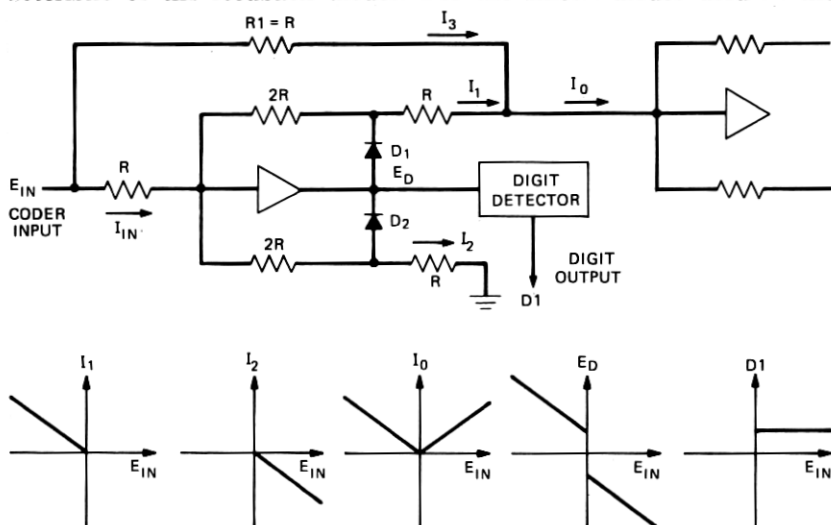 R1 = R
I3
2R
R
I1
I0
D1
EIN
R
ED
DIGIT
DETECTOR
CODER
INPUT
IIN
D2
2R
I2
R
DIGIT
OUTPUT
D1
I1
I2
I0
ED
D1
EIN
EIN
EIN
EIN
EIN